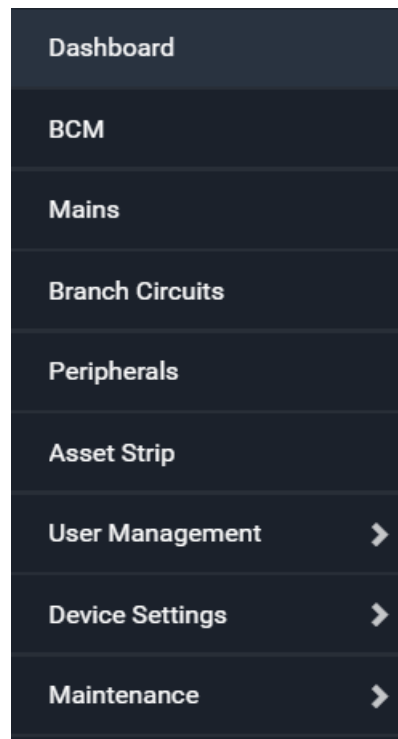 Dashboard
BCM
Mains
Branch Circuits
Peripherals
Asset Strip
User Management
Device Settings
Maintenance